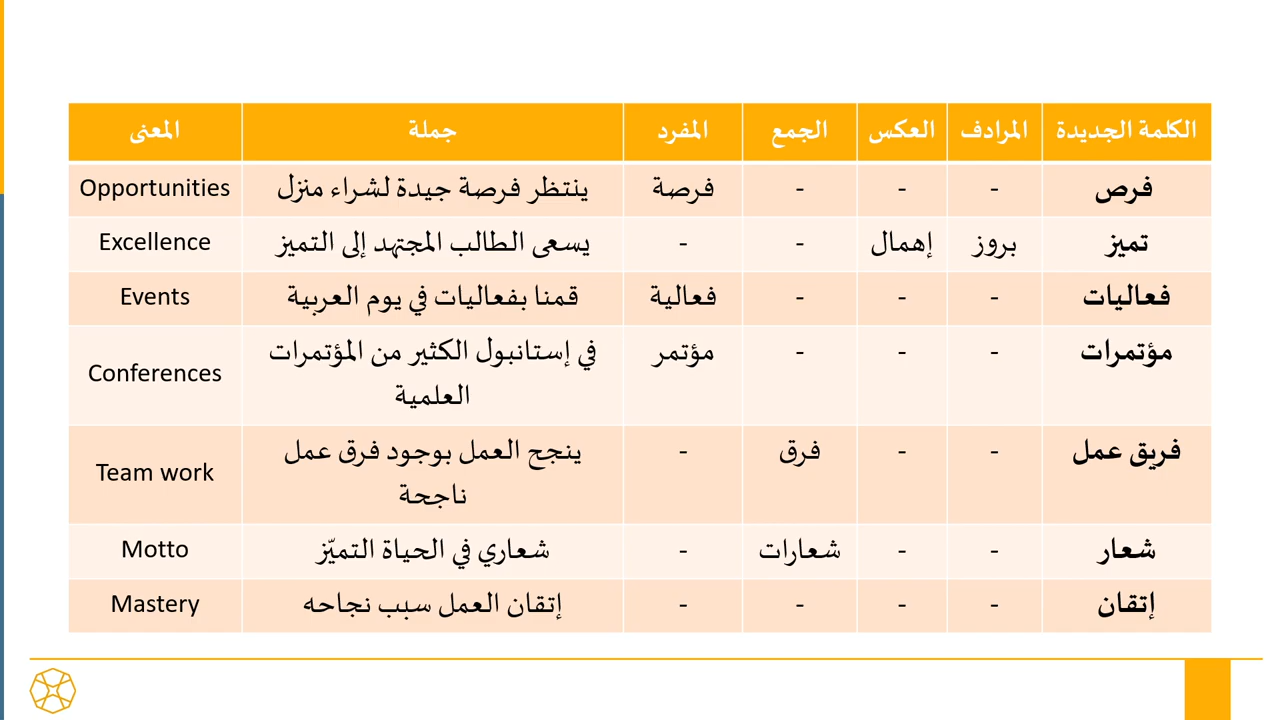 الكلمة الجديدة المرادف العكس الجمع المفرد جملة المعنى
فرص - - - فرصة ينتظر فرصة جيدة لشراء منزل Opportunities
تميز بروز إهمال - - يسعى الطالب المجتهد إلى التميز Excellence
فعاليات - - - فعالية قمنا بفعاليات في يوم العربية Events
مؤتمرات - - - مؤتمر في إستانبول الكثير من المؤتمرات
العلمية Conferences
فريق عمل - - فرق - ينجح العمل بوجود فرق عمل
ناجحة Team work
شعار - - شعارات - شعاري في الحياة التميّز Motto
إتقان - - - - إتقان العمل سبب نجاحه Mastery